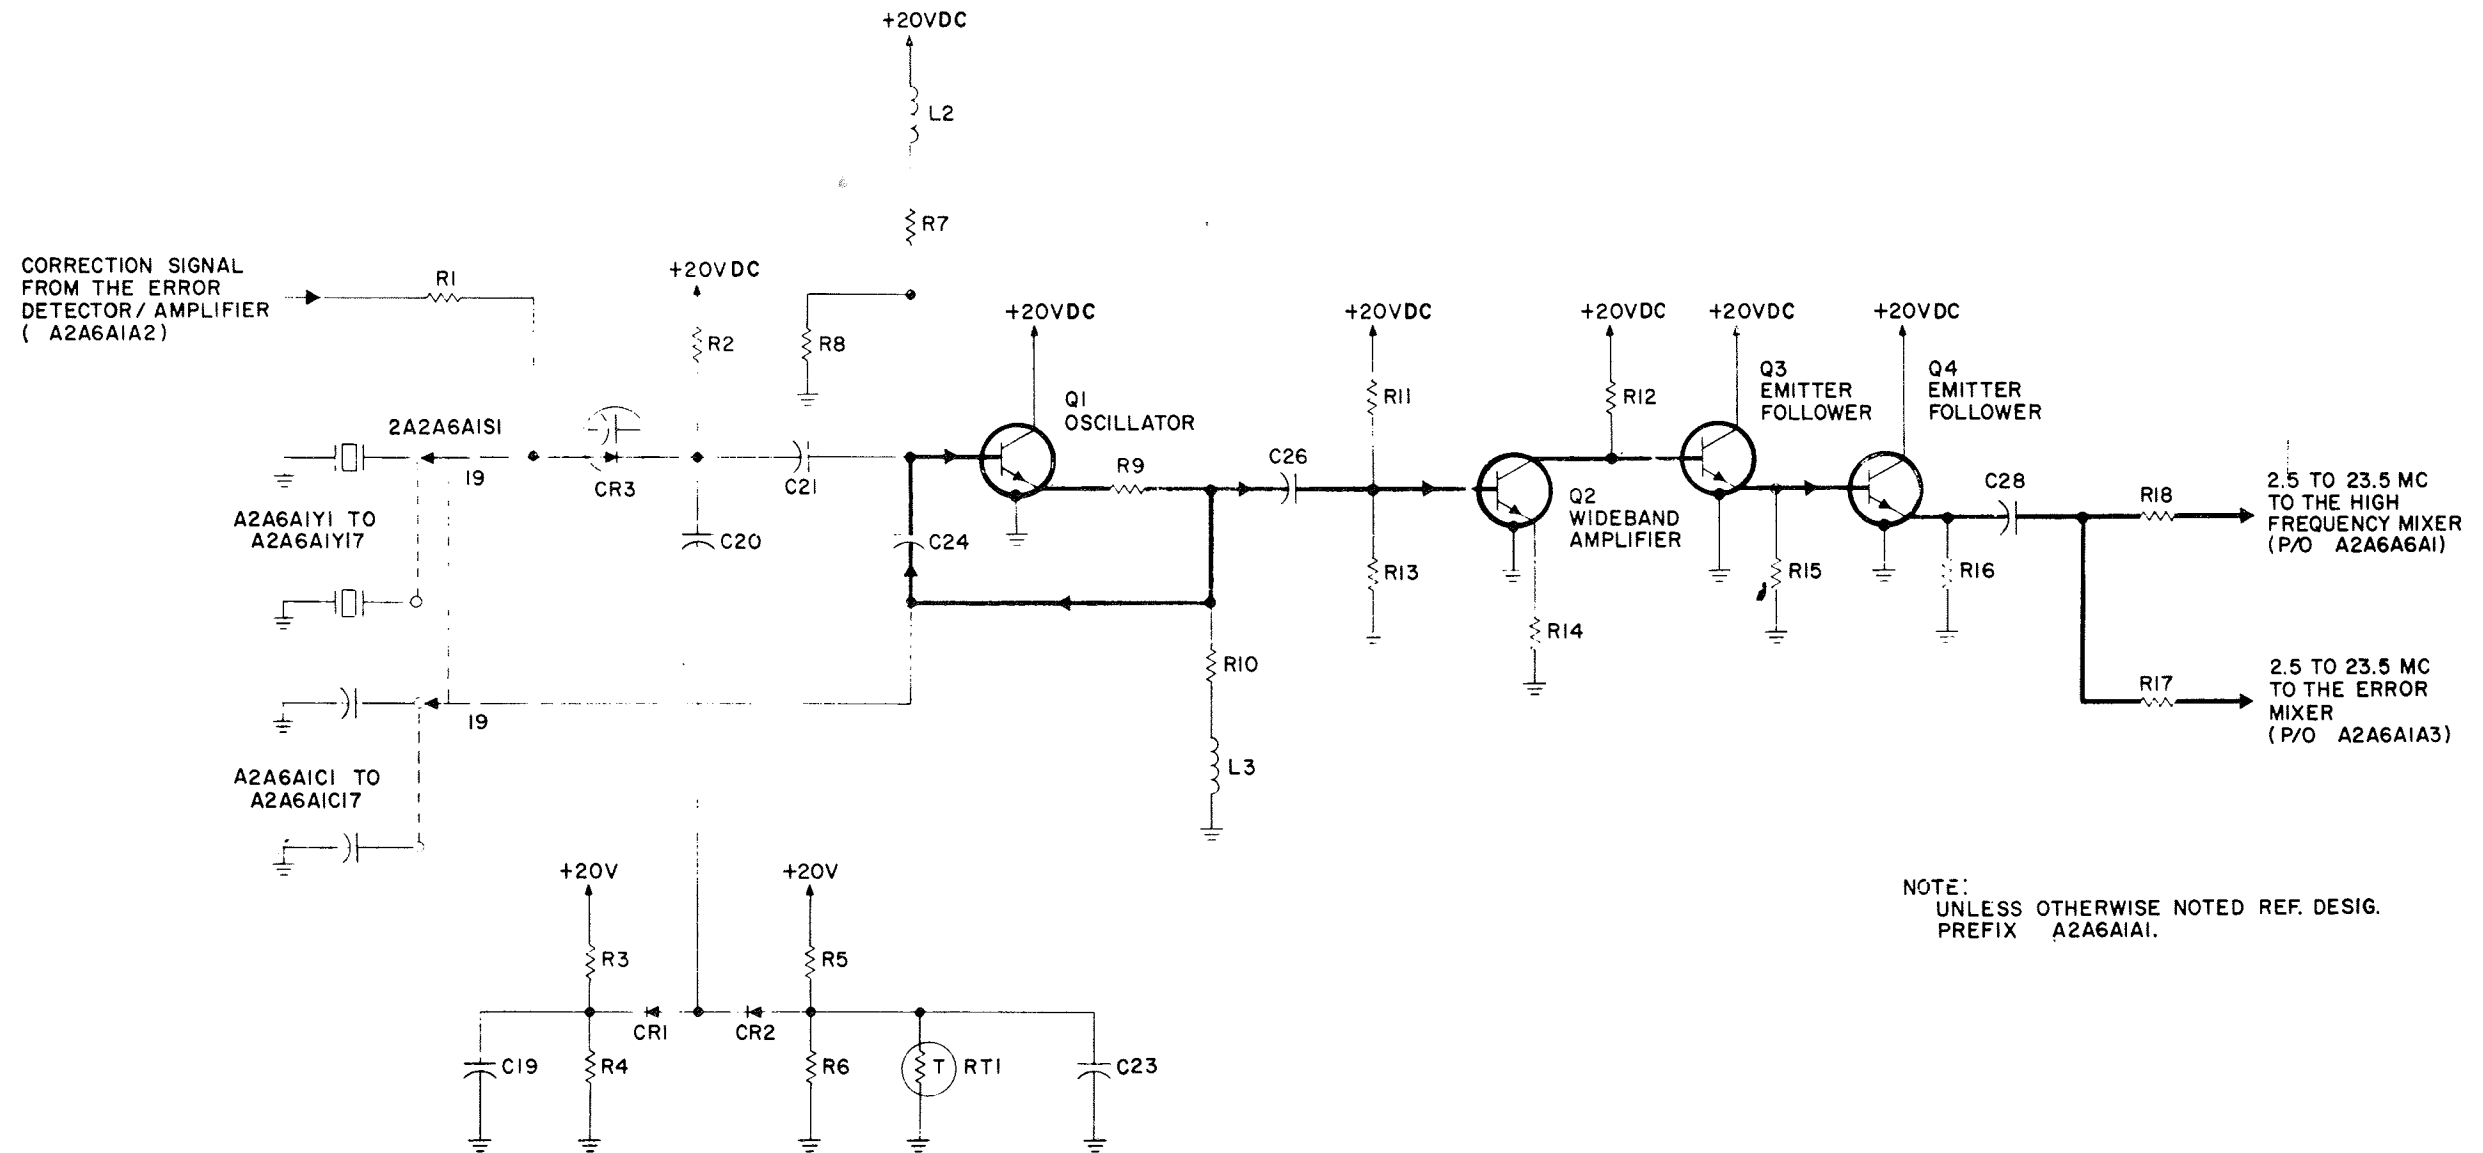 +20VDC
L2
R7
CORRECTION SIGNAL
FROM THE ERROR
DETECTOR/AMPLIFIER
( A2A6A1A2)
R1
+20VDC
R2
R8
+20VDC
Q1
OSCILLATOR
+20VDC
R11
+20VDC
R12
+20VDC
Q3
EMITTER
FOLLOWER
+20VDC
Q4
EMITTER
FOLLOWER
2A2A6A1S1
19
CR3
C21
R9
C26
Q2
WIDEBAND
AMPLIFIER
C28
R18
2.5 TO 23.5 MC
TO THE HIGH
FREQUENCY MIXER
(P/O A2A6A6A1)
A2A6A1Y1 TO
A2A6A1Y17
C20
C24
R13
R15
R16
R14
R10
19
L3
R17
2.5 TO 23.5 MC
TO THE ERROR
MIXER
(P/O A2A6A1A3)
A2A6A1C1 TO
A2A6A1C17
+20V
+20V
R3
R5
CR1
CR2
C19
R4
R6
T
RT1
C23
NOTE:
UNLESS OTHERWISE NOTED REF. DESIG.
PREFIX A2A6A1A1.